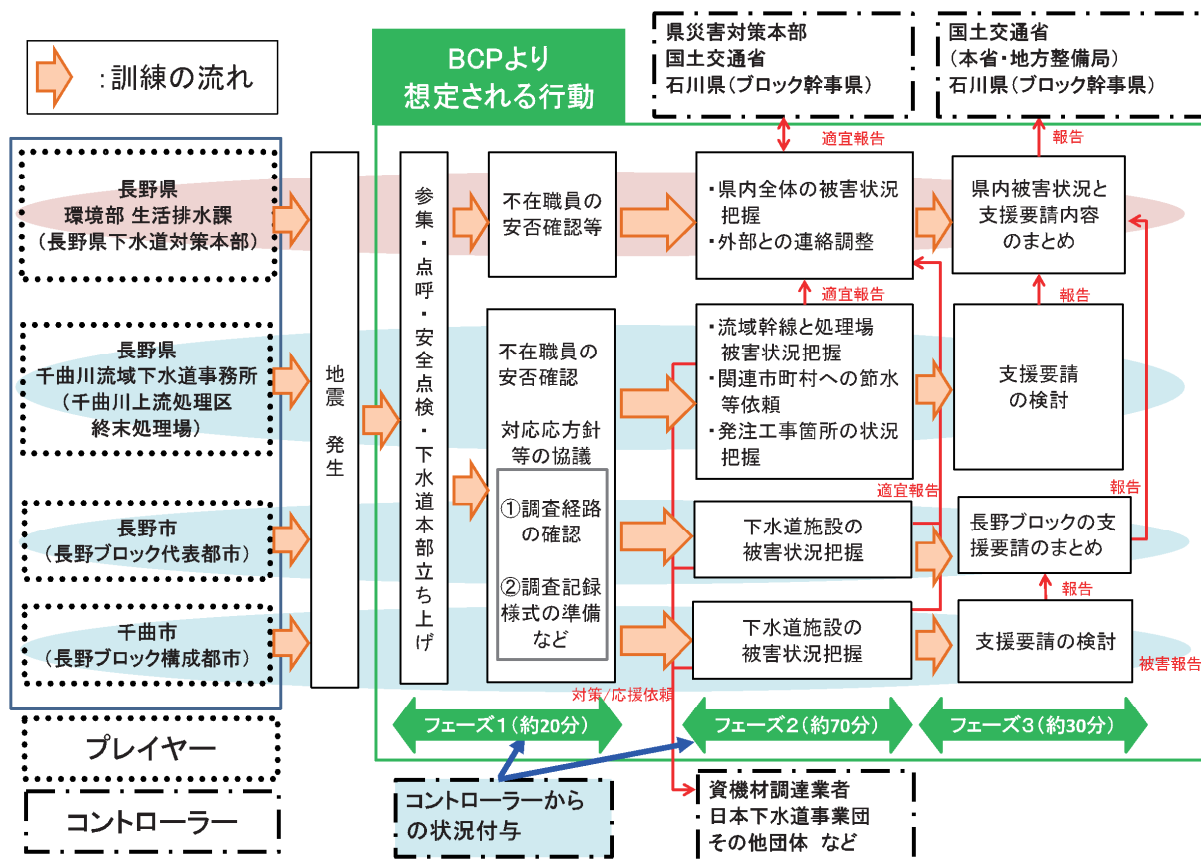 ：訓練の流れ
BCPより
想定される行動
県災害対策本部
国土交通省
石川県（ブロック幹事県）
国土交通省
（本省・地方整備局）
石川県（ブロック幹事県）
適宜報告
報告
長野県
環境部 生活排水課
（長野県下水道対策本部）
長野県
千曲川流域下水道事務所
（千曲川上流処理区
終末処理場）
長野市
（長野ブロック代表都市）
千曲市
（長野ブロック構成都市）
プレイヤー
コントローラー
地震 発生
参集・点呼・安全点検・下水道本部立ち上げ
不在職員の
安否確認等
不在職員の
安否確認
対応応方針
等の協議
①調査経路
の確認
②調査記録
様式の準備
など
・県内全体の被害状況
把握
・外部との連絡調整
適宜報告
・流域幹線と処理場
被害状況把握
・関連市町村への節水
等依頼
・発注工事箇所の状況
把握
適宜報告
下水道施設の
被害状況把握
下水道施設の
被害状況把握
県内被害状況と
支援要請内容
のまとめ
報告
支援要請
の検討
報告
長野ブロックの支
援要請のまとめ
報告
支援要請の検討
被害報告
対策/応援依頼
フェーズ１（約20分）
フェーズ２（約70分）
フェーズ３（約30分）
コントローラーか
らの状況付与
資機材調達業者
日本下水道事業団
その他団体 など